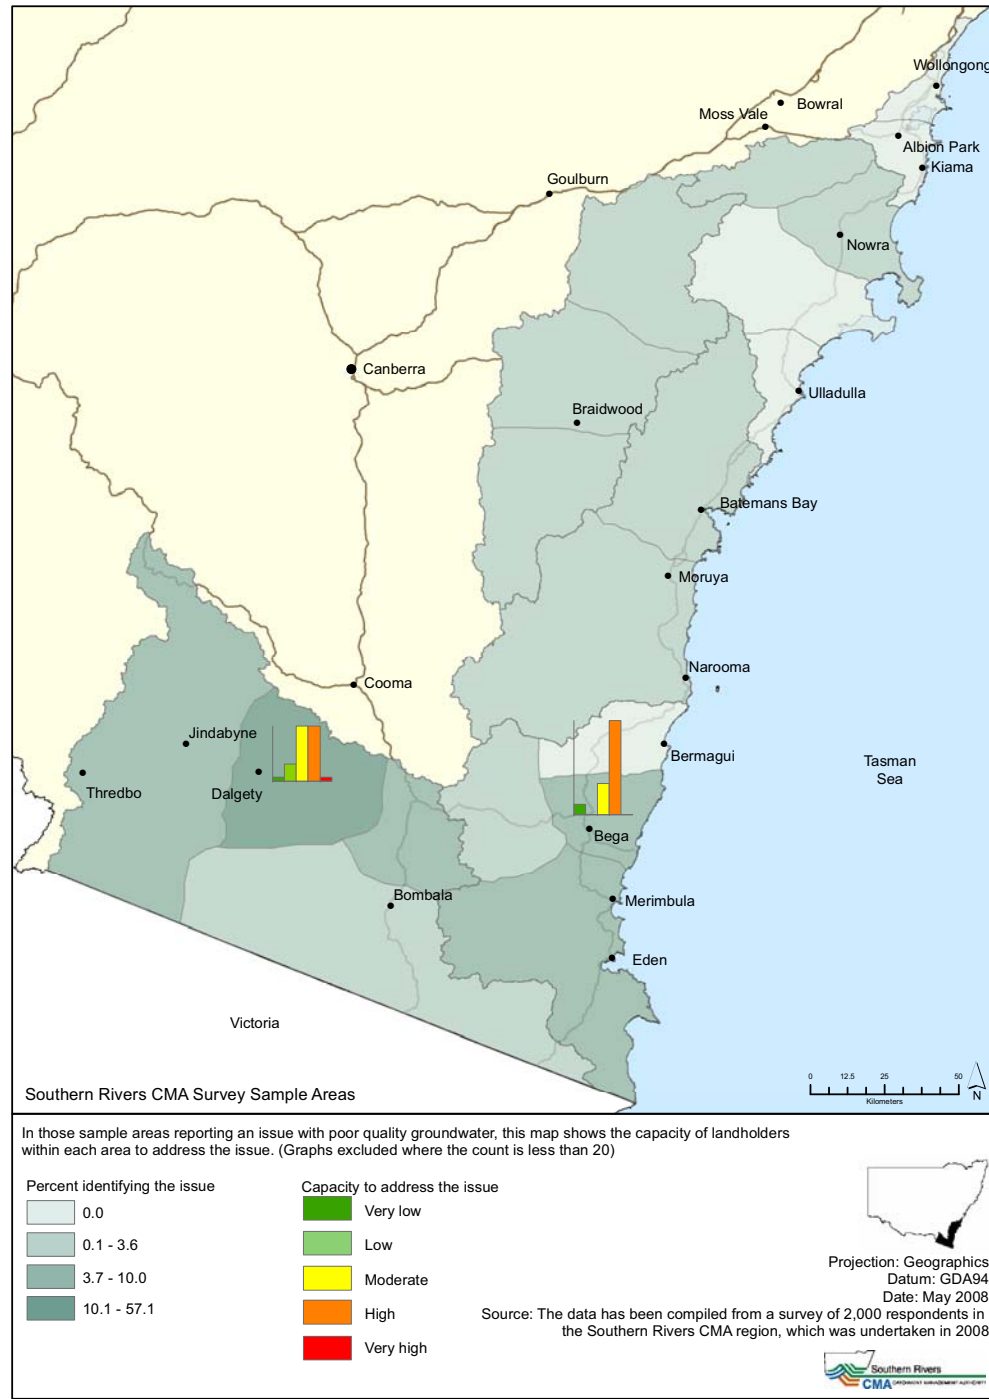 Wollongong
Bowral
Moss Vale
Albion Park
Kiama
Goulburn
Nowra
Canberra
Ulladulla
Braidwood
Batemans Bay
Moruya
Narooma
Cooma
Jindabyne
Bermagui
Tasman
Sea
Thredbo
Dalgety
Bega
Bombala
Merimbula
Eden
Victoria
0 12.5 25 50
Kilometers
N
Southern Rivers CMA Survey Sample Areas
In those sample areas reporting an issue with poor quality groundwater, this map shows the capacity of landholders
within each area to address the issue. (Graphs excluded where the count is less than 20)
Percent identifying the issue
0.0
0.1 - 3.6
3.7 - 10.0
10.1 - 57.1
Capacity to address the issue
Very low
Low
Moderate
High
Very high
Projection: Geographics
Datum: GDA94
Date: May 2008
Source: The data has been compiled from a survey of 2,000 respondents in
the Southern Rivers CMA region, which was undertaken in 2008
Southern Rivers
CMA CATCHMENT MANAGEMENT AUTHORITY